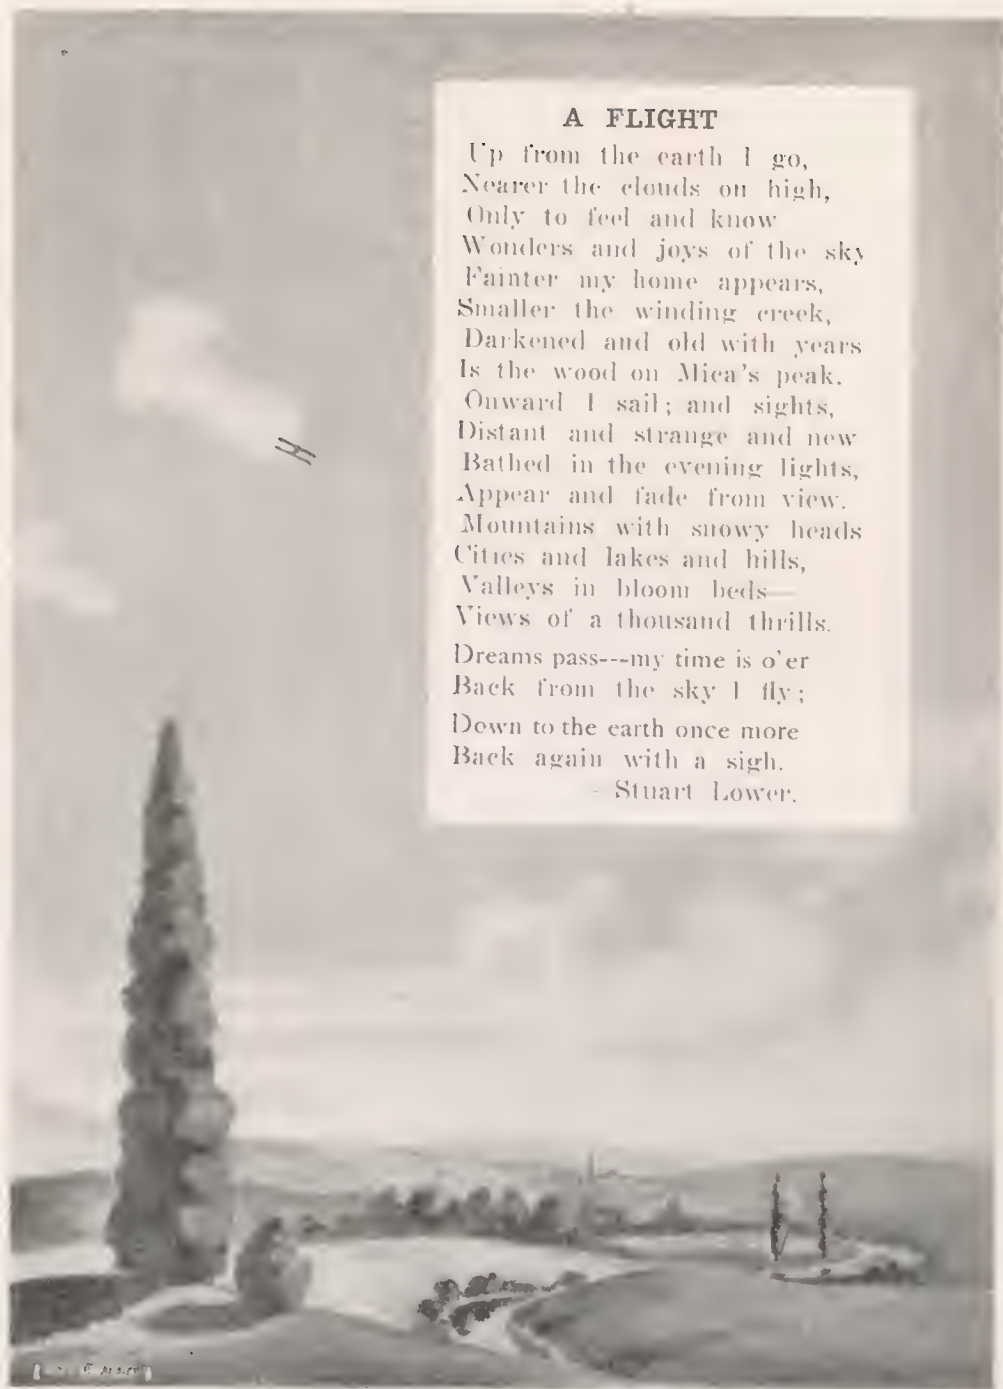 A FLIGHT
Up from the earth I go,
Nearer the clouds on high,
Only to feel and know
Wonders and joys of the sky
Fainter my home appears,
Smaller the winding creek,
Darkened and old with years
Is the wood on Mica's peak.
Onward I sail; and sights,
Distant and strange and new
Bathed in the evening lights,
Appear and fade from view.
Mountains with snowy heads
Cities and lakes and hills,
Valleys in bloom beds—
Views of a thousand thrills.
Dreams pass---my time is o'er
Back from the sky I fly;
Down to the earth once more
Back again with a sigh.
- Stuart Lower.